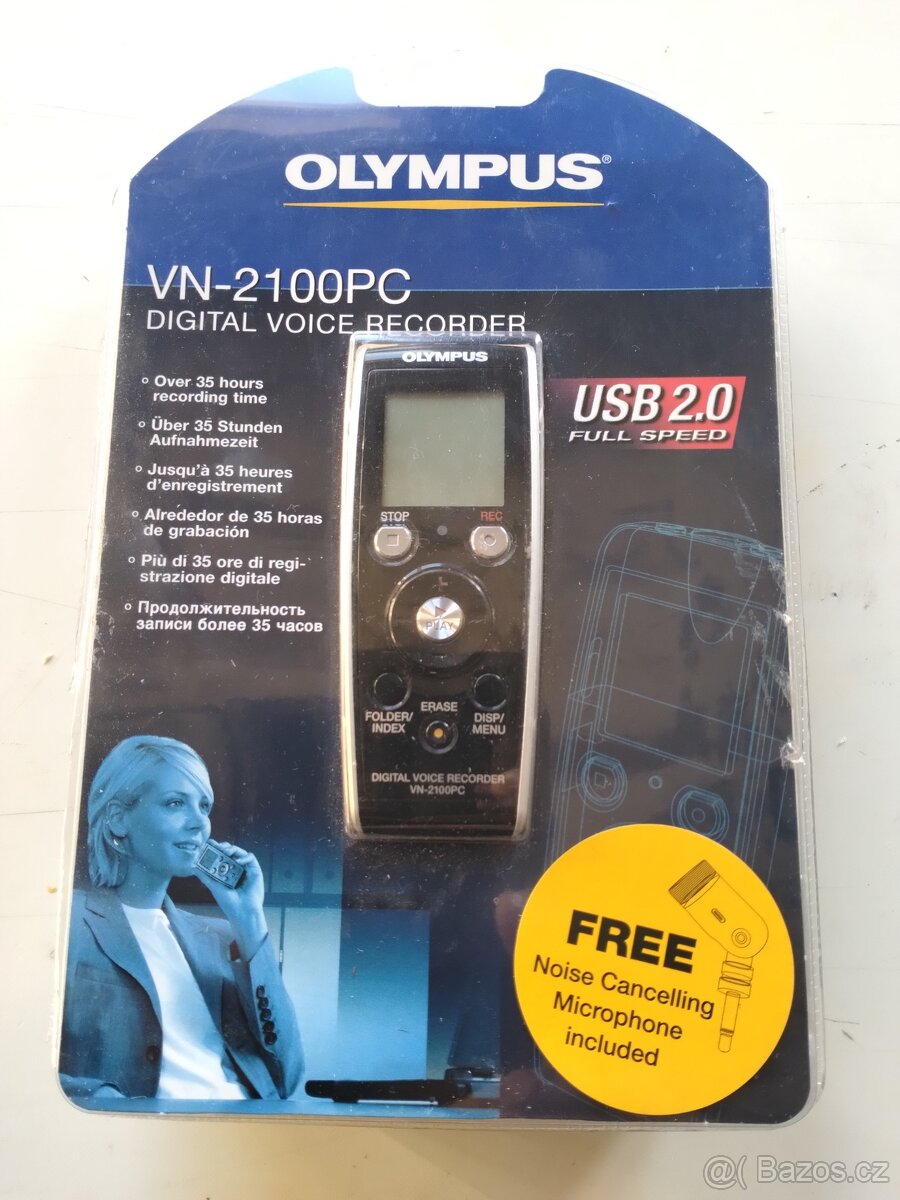 OLYMPUS®
VN-2100PC
DIGITAL VOICE RECORDER
° Over 35 hours
recording time
° Über 35 Stunden
Aufnahmezeit
° Jusqu'à 35 heures
d'enregistrement
° Alrededor de 35 horas
de grabación
° Più di 35 ore di regi-
strazione digitale
° Продолжительность
записи более 35 часов
USB 2.0
FULL SPEED
OLYMPUS
STOP
REC
PLAY
FOLDER/
INDEX
ERASE
DISP/
MENU
DIGITAL VOICE RECORDER
VN-2100PC
FREE
Noise Cancelling
Microphone
included
@( Bazos.cz